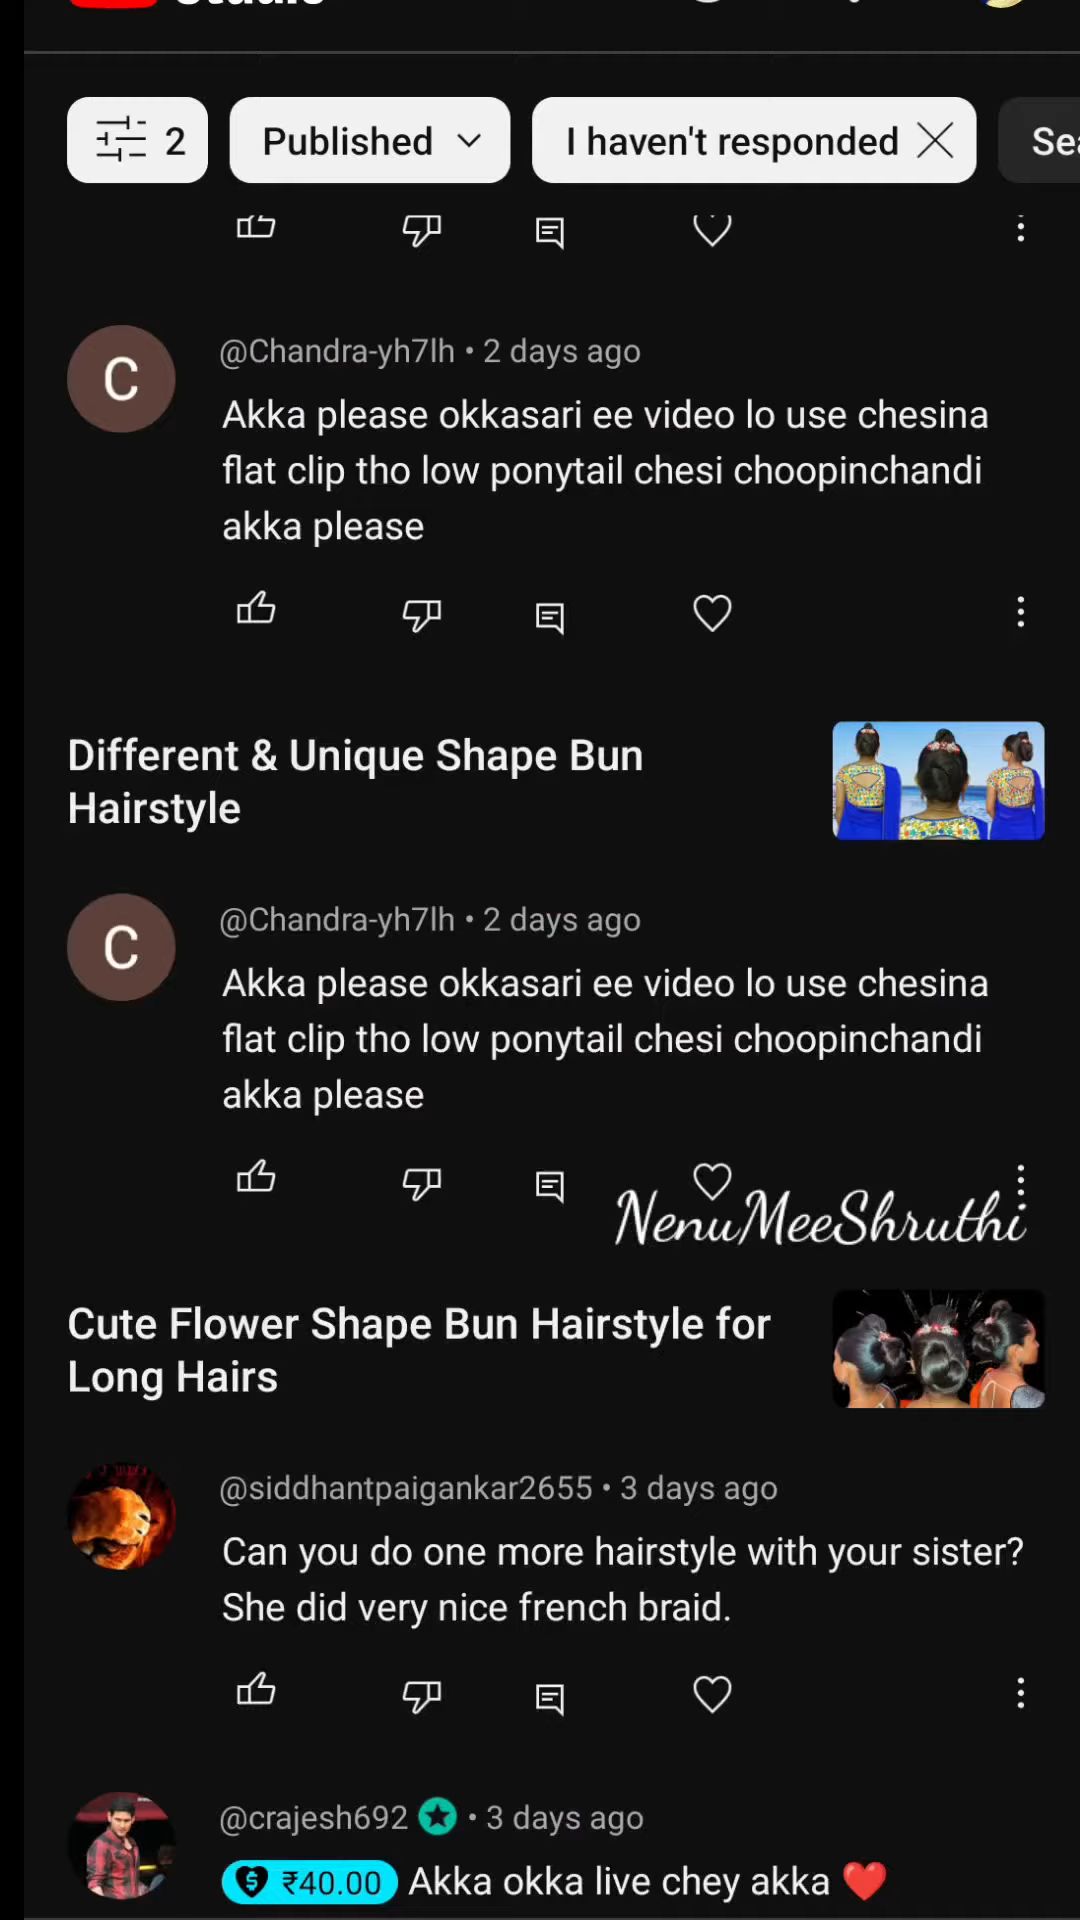 Studio
2
Published
I haven't responded
Sea
@Chandra-yh7lh • 2 days ago
Akka please okkasari ee video lo use chesina
flat clip tho low ponytail chesi choopinchandi
akka please
Different & Unique Shape Bun
Hairstyle
C
@Chandra-yh7lh • 2 days ago
C
Akka please okkasari ee video lo use chesina
flat clip tho low ponytail chesi choopinchandi
akka please
NenuMeeShruthi
Cute Flower Shape Bun Hairstyle for
Long Hairs
@siddhantpaigankar2655 • 3 days ago
Can you do one more hairstyle with your sister?
She did very nice french braid.
@crajesh692 • 3 days ago
₹40.00 Akka okka live chey akka ❤️